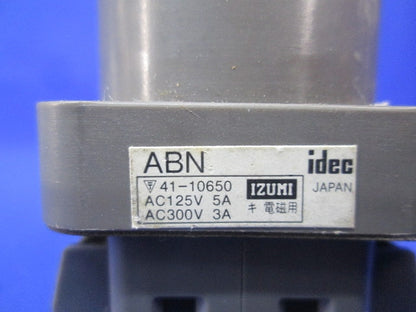 ABN
idec
41-10650
IZUMI
JAPAN
AC125V 5A
AC300V 3A
キ 電磁用